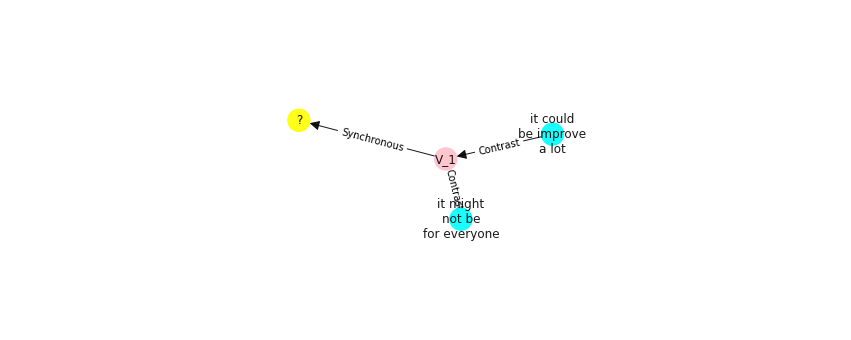 ?
Synchronous
V_1
Contrast
it could
be improve
a lot
Contrast
it might
not be
for everyone